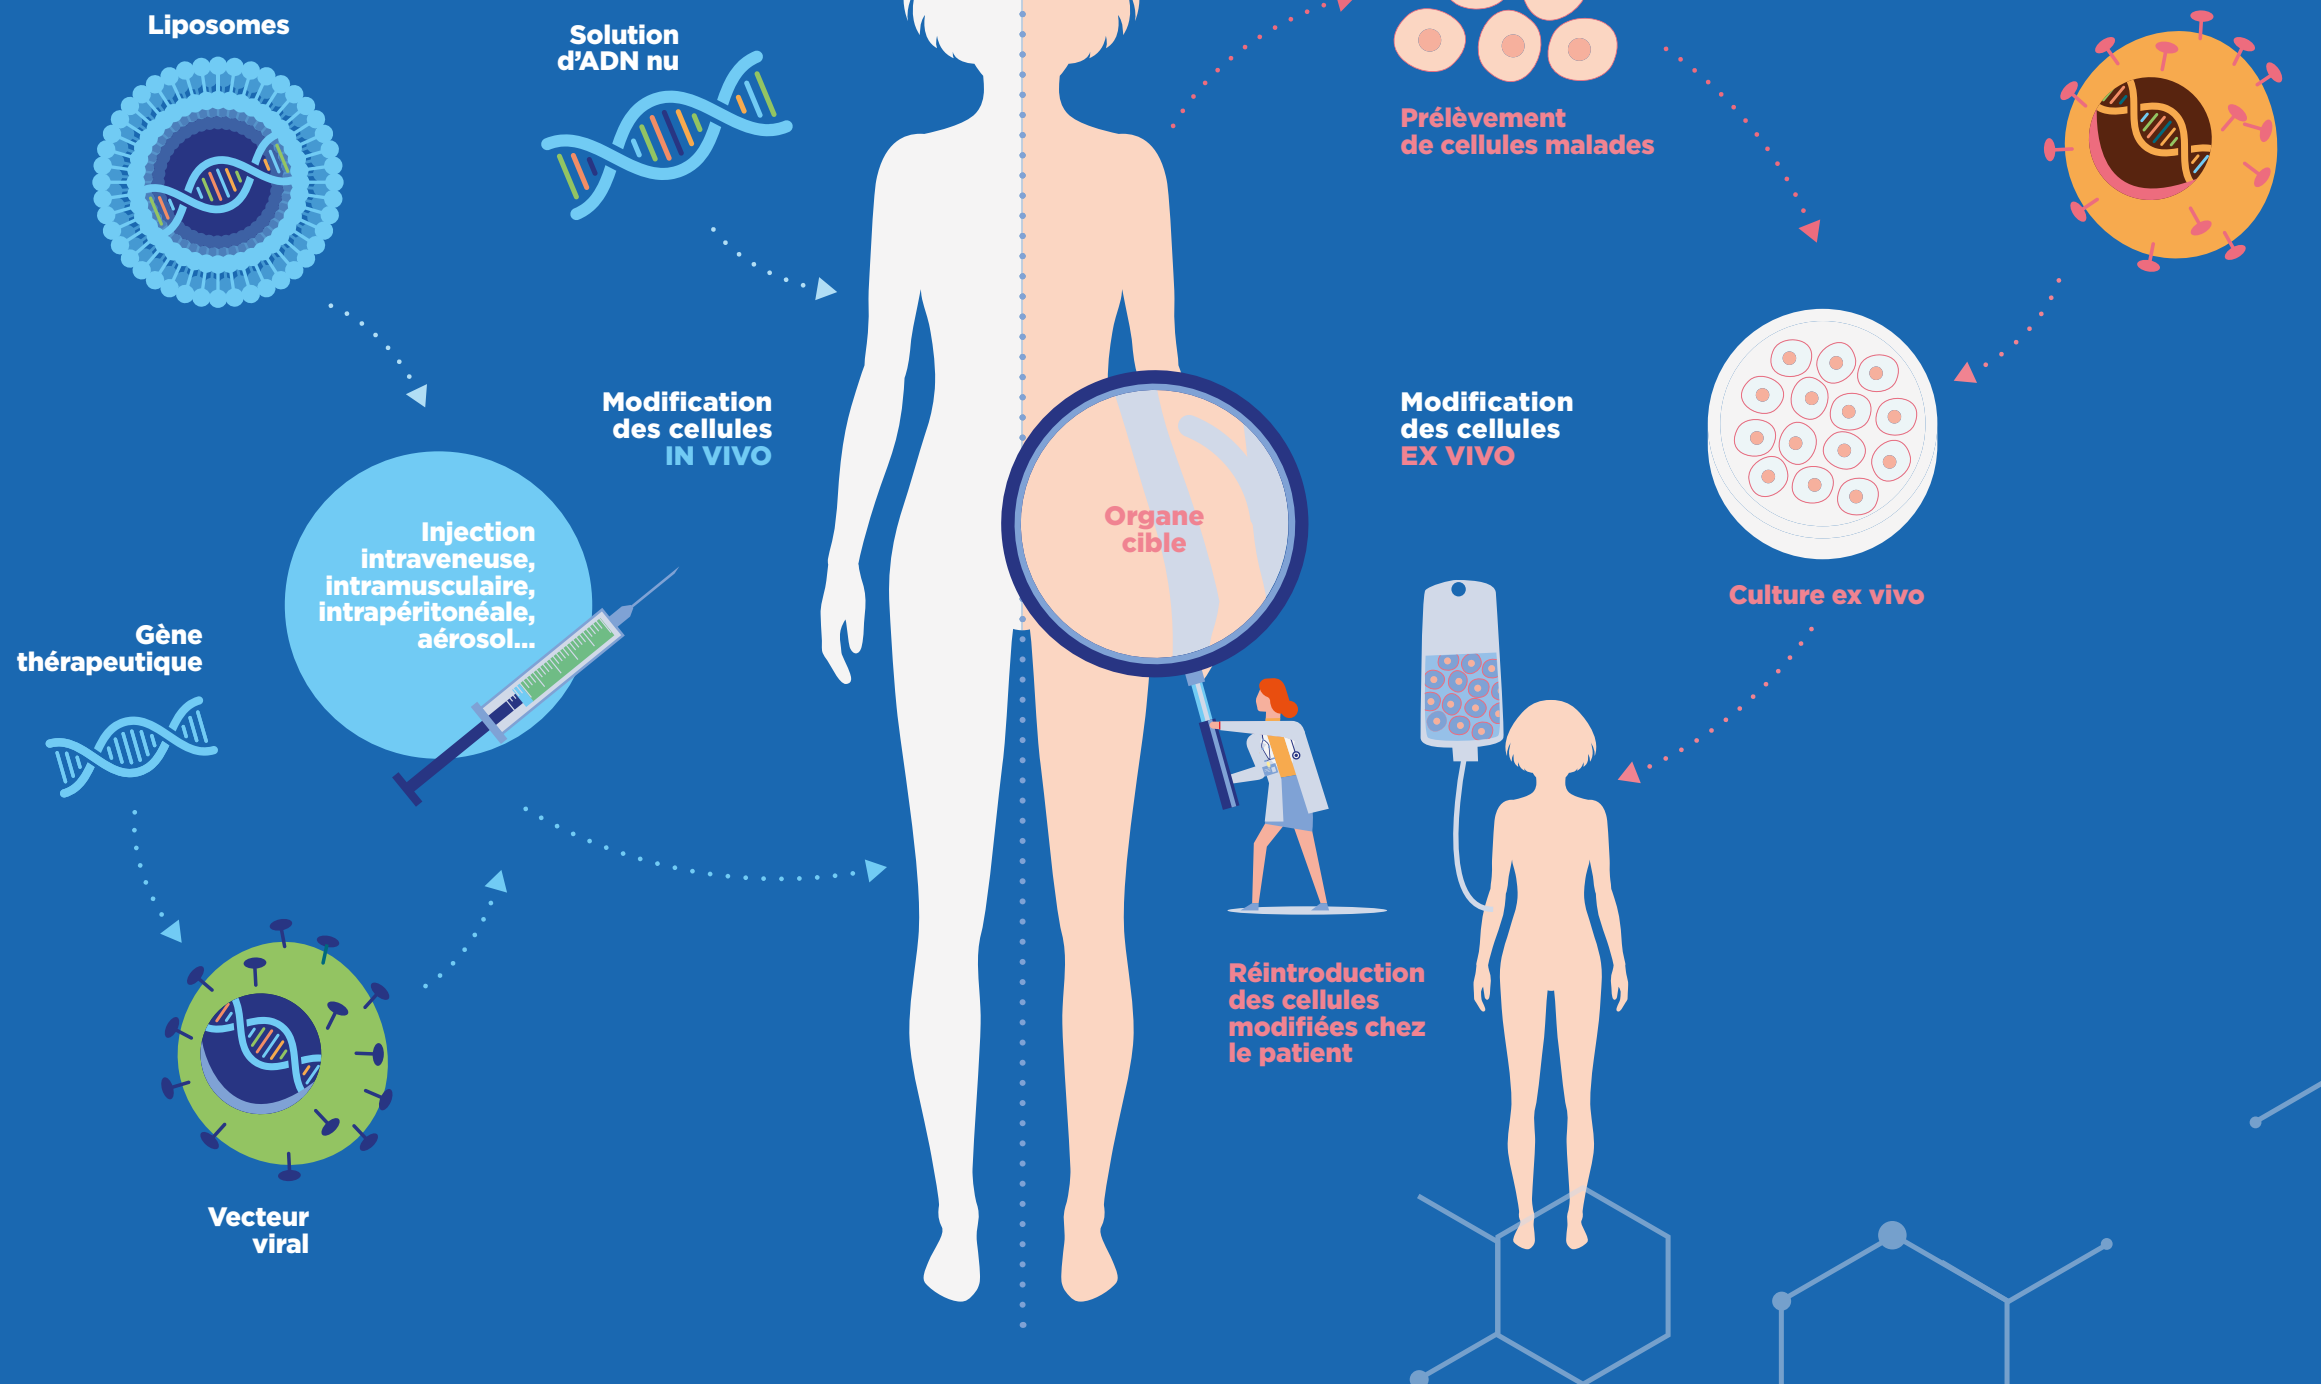 Liposomes
Solution
d’ADN nu
Prélèvement
de cellules malades
Modification
des cellules
IN VIVO
Modification
des cellules
EX VIVO
Organe
cible
Injection
intraveneuse,
intramusculaire,
intrapéritonéale,
aérosol...
Culture ex vivo
Gène
thérapeutique
Réintroduction
des cellules
modifiées chez
le patient
Vecteur
viral